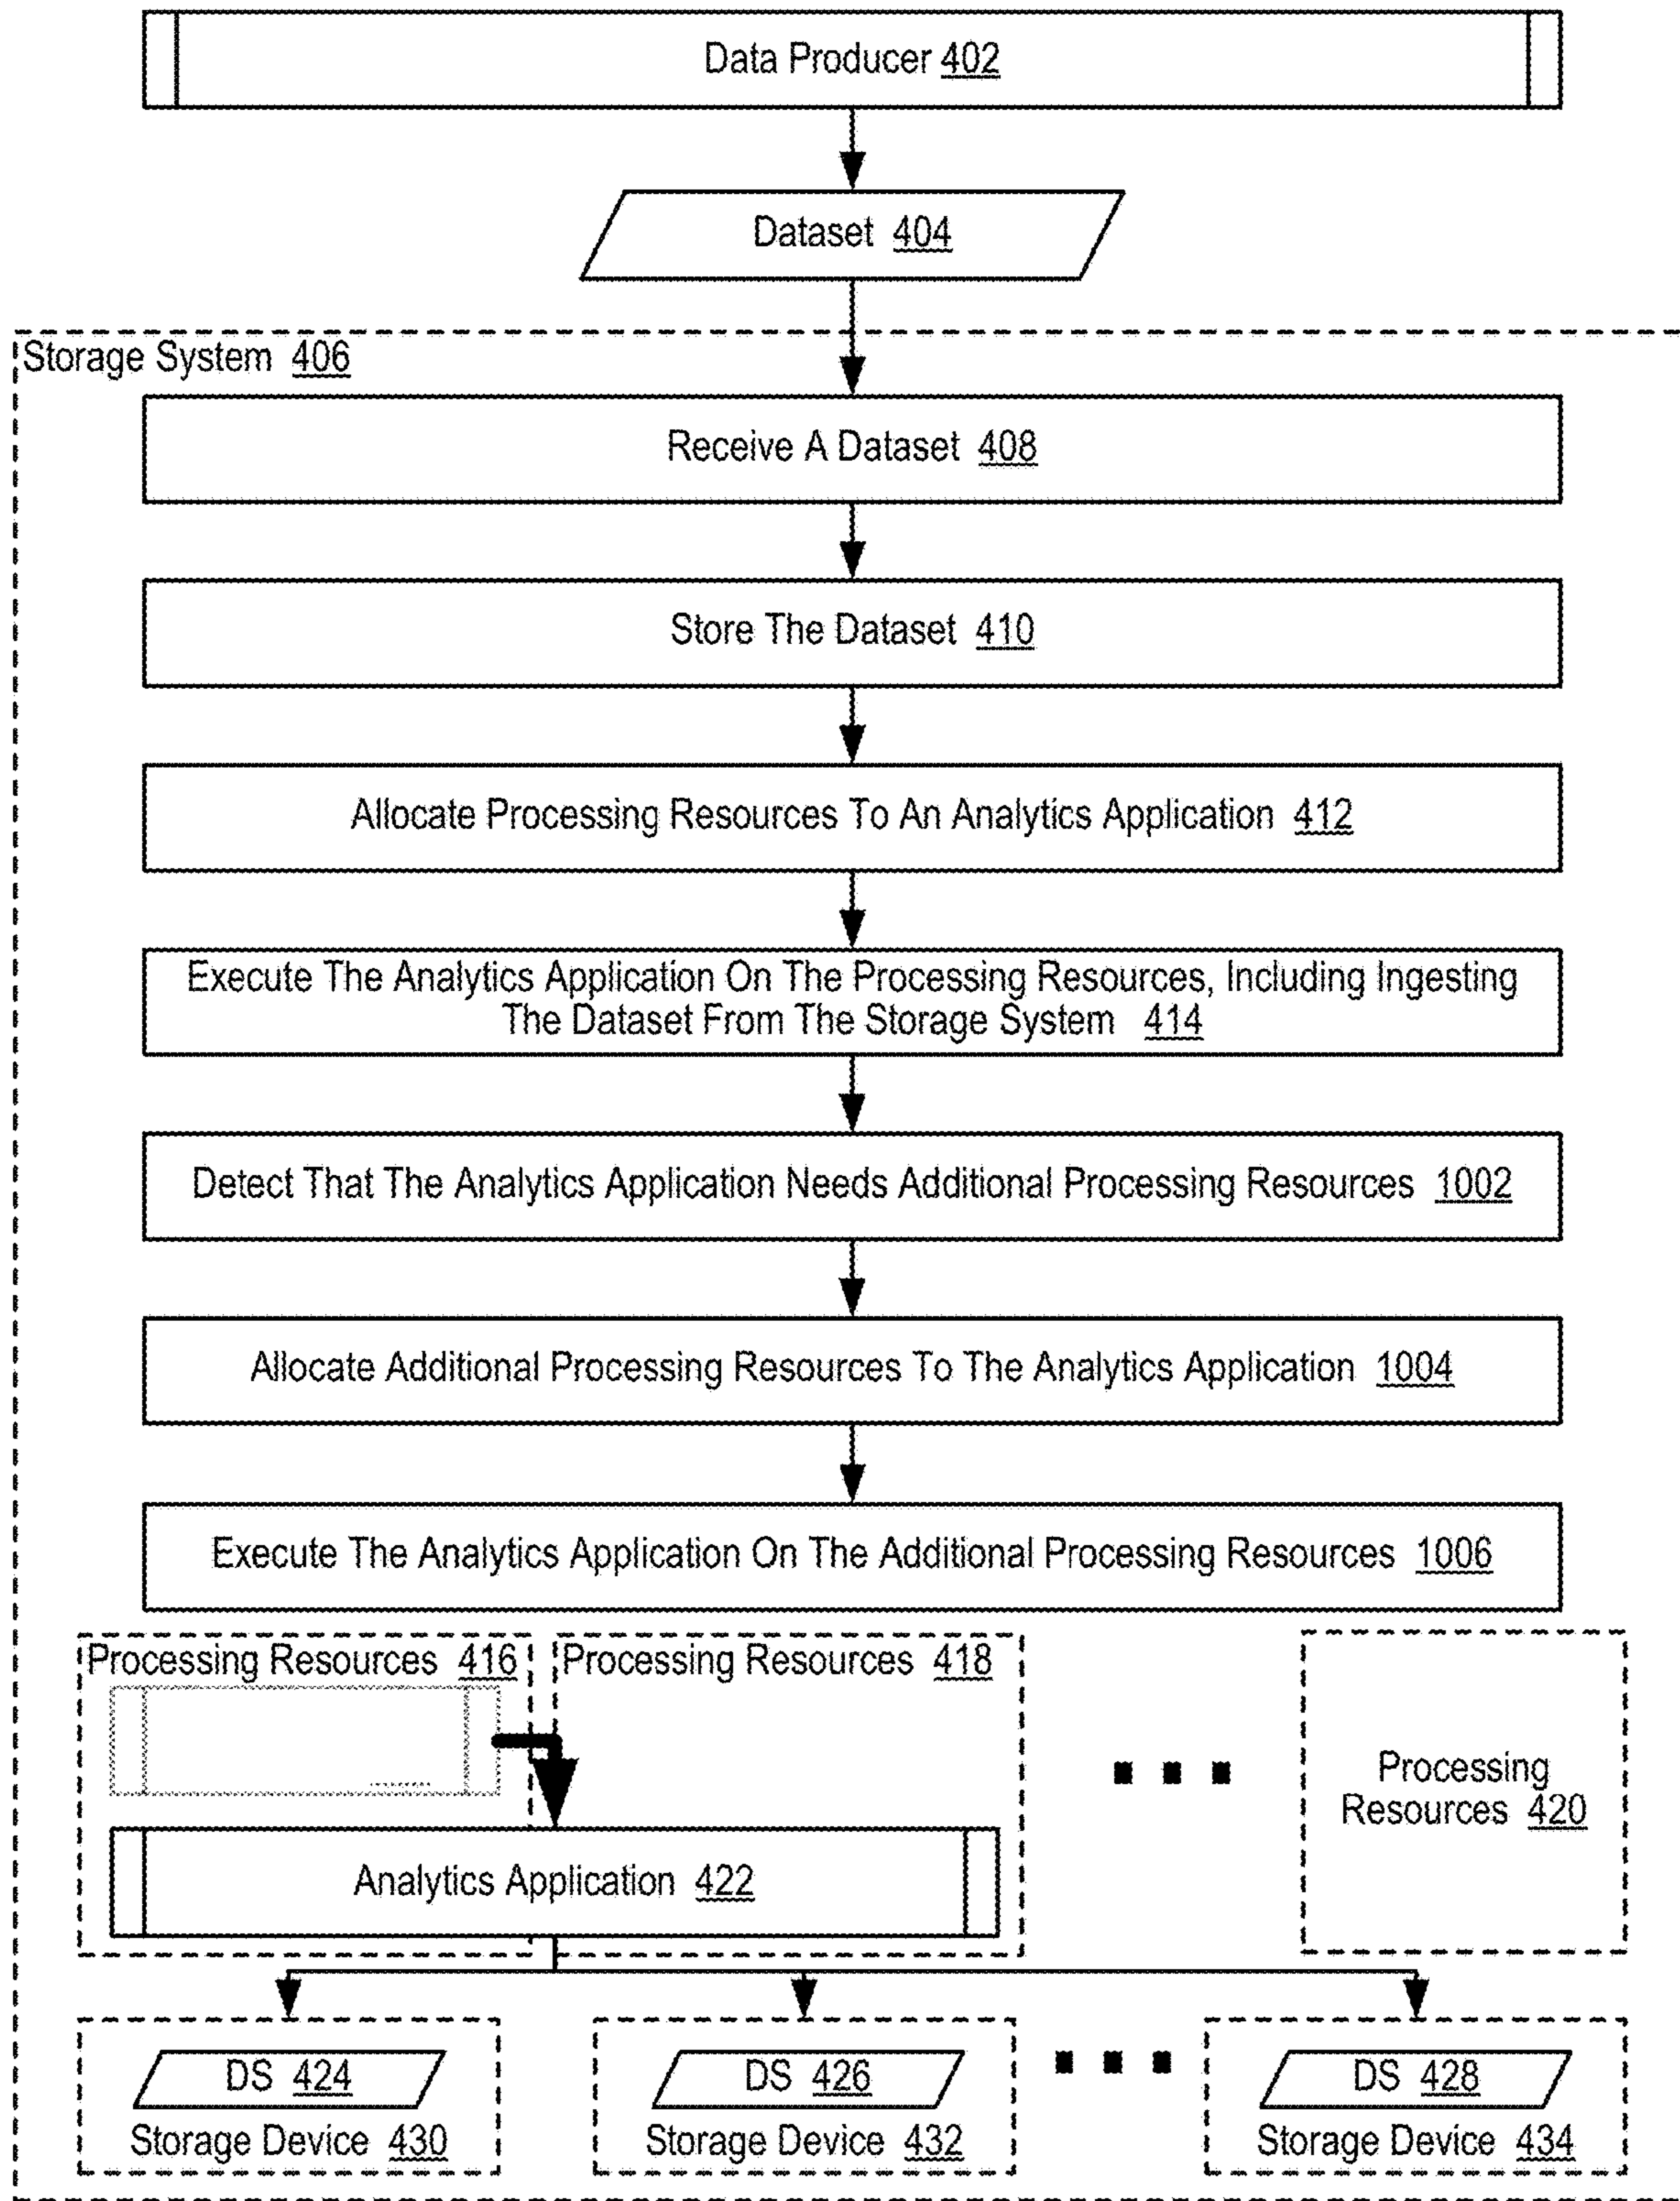 Data Producer 402
Dataset 404
Storage System 406
Receive A Dataset 408
Store The Dataset 410
Allocate Processing Resources To An Analytics Application 412
Execute The Analytics Application On The Processing Resources, Including Ingesting
The Dataset From The Storage System 414
Detect That The Analytics Application Needs Additional Processing Resources 1002
Allocate Additional Processing Resources To The Analytics Application 1004
Execute The Analytics Application On The Additional Processing Resources 1006
Processing Resources 416
Processing Resources 418
Processing
Resources 420
Analytics Application 422
DS 424
Storage Device 430
DS 426
Storage Device 432
DS 428
Storage Device 434